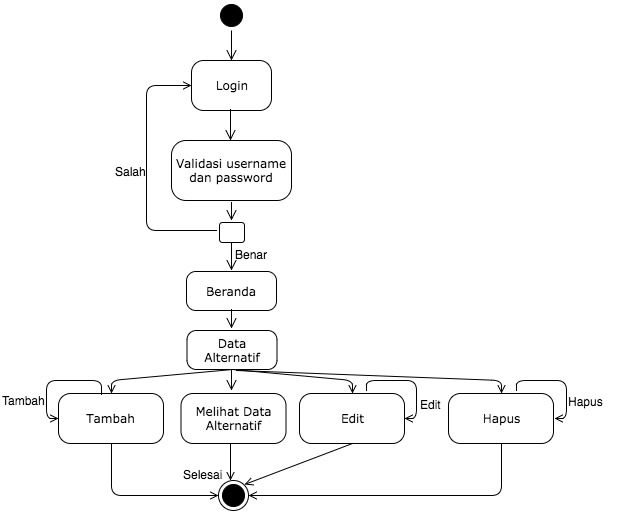 Login
Validasi username
dan password
Salah
Benar
Beranda
Data
Alternatif
Tambah
Tambah
Melihat Data
Alternatif
Edit
Edit
Hapus
Hapus
Selesai